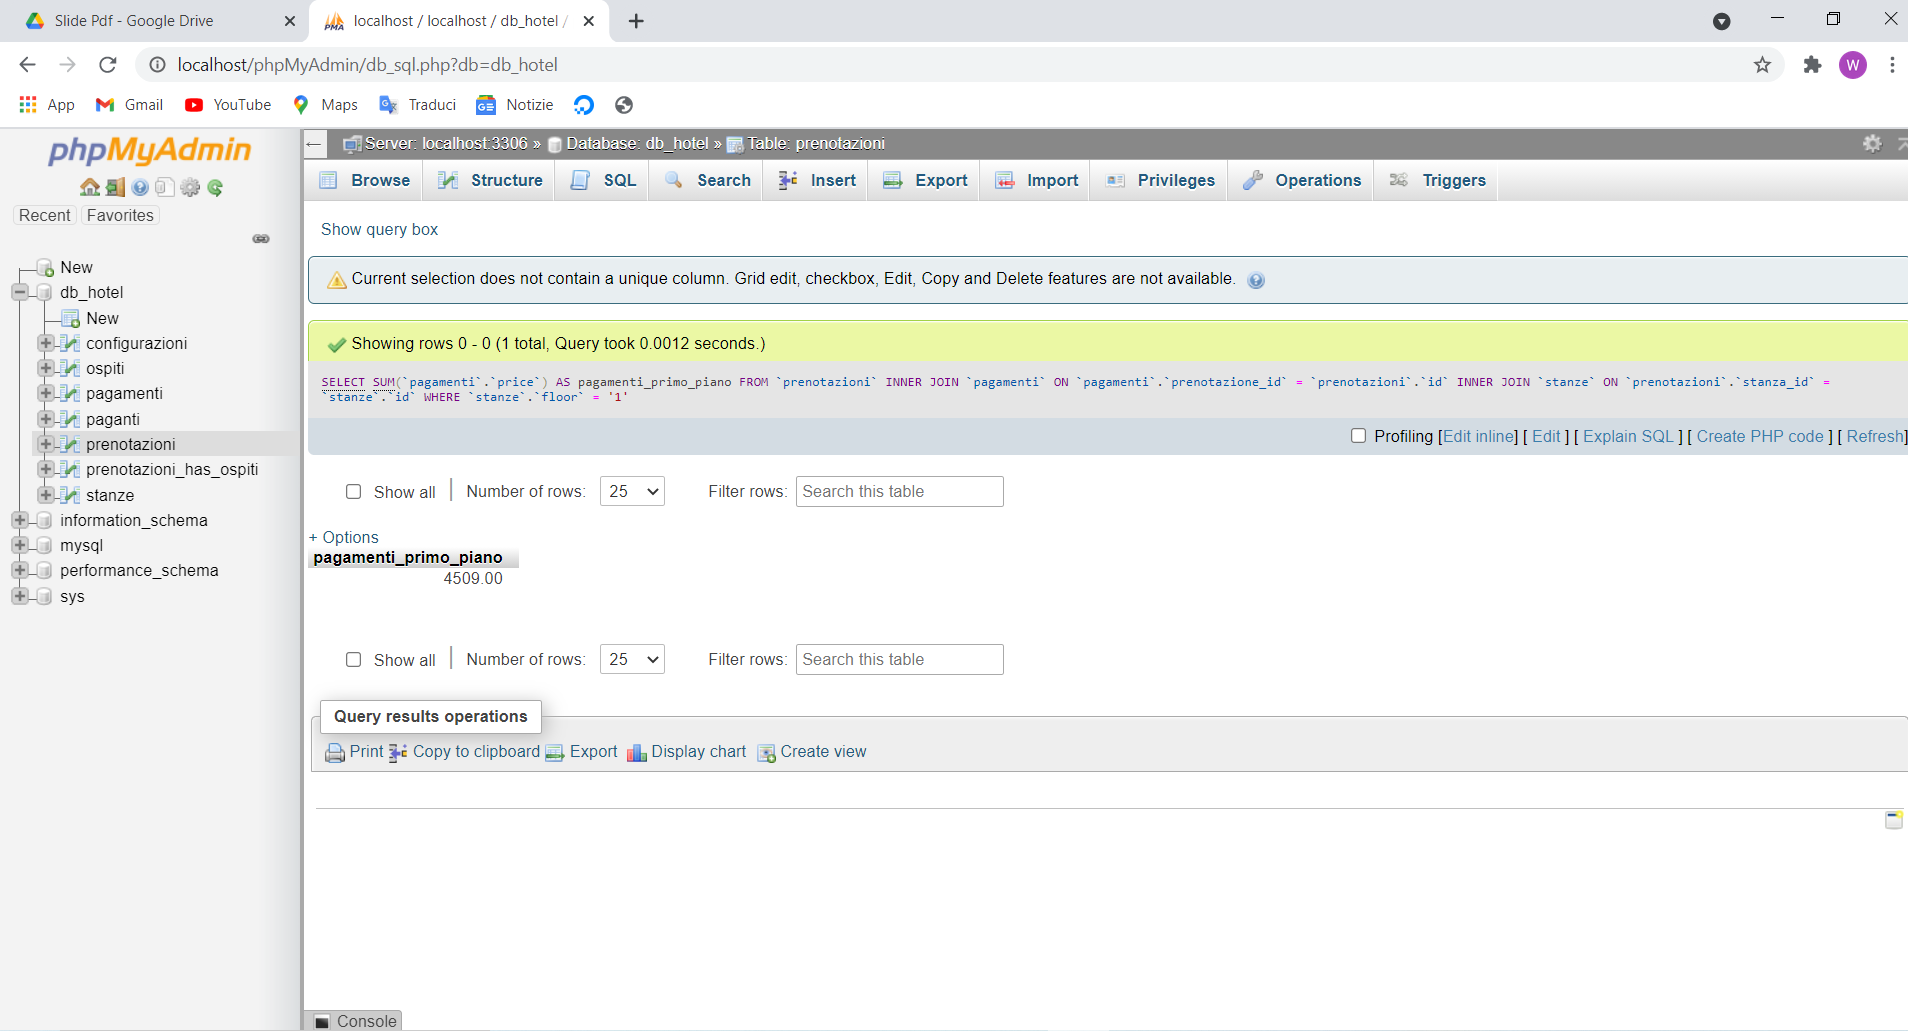 Slide Pdf - Google Drive
localhost / localhost / db_hotel /
localhost/phpMyAdmin/db_sql.php?db=db_hotel
W
App
Gmail
YouTube
Maps
Traduci
Notizie
phpMyAdmin
Recent
Favorites
New
db_hotel
New
configurazioni
ospiti
pagamenti
paganti
prenotazioni
prenotazioni_has_ospiti
stanze
information_schema
mysql
performance_schema
sys
Server: localhost:3306 » Database: db_hotel » Table: prenotazioni
Browse
Structure
SQL
Search
Insert
Export
Import
Privileges
Operations
Triggers
Show query box
Current selection does not contain a unique column. Grid edit, checkbox, Edit, Copy and Delete features are not available.
Showing rows 0 - 0 (1 total, Query took 0.0012 seconds.)
SELECT SUM(`pagamenti`.`price`) AS pagamenti_primo_piano FROM `prenotazioni` INNER JOIN `pagamenti` ON `pagamenti`.`prenotazione_id` = `prenotazioni`.`id` INNER JOIN `stanze` ON `prenotazioni`.`stanza_id` =
`stanze`.`id` WHERE `stanze`.`floor` = '1'
Profiling [Edit inline] [ Edit ] [ Explain SQL ] [ Create PHP code ] [ Refresh]
Show all
Number of rows:
25
Filter rows:
Search this table
+ Options
pagamenti_primo_piano
4509.00
Show all
Number of rows:
25
Filter rows:
Search this table
Query results operations
Print
Copy to clipboard
Export
Display chart
Create view
Console